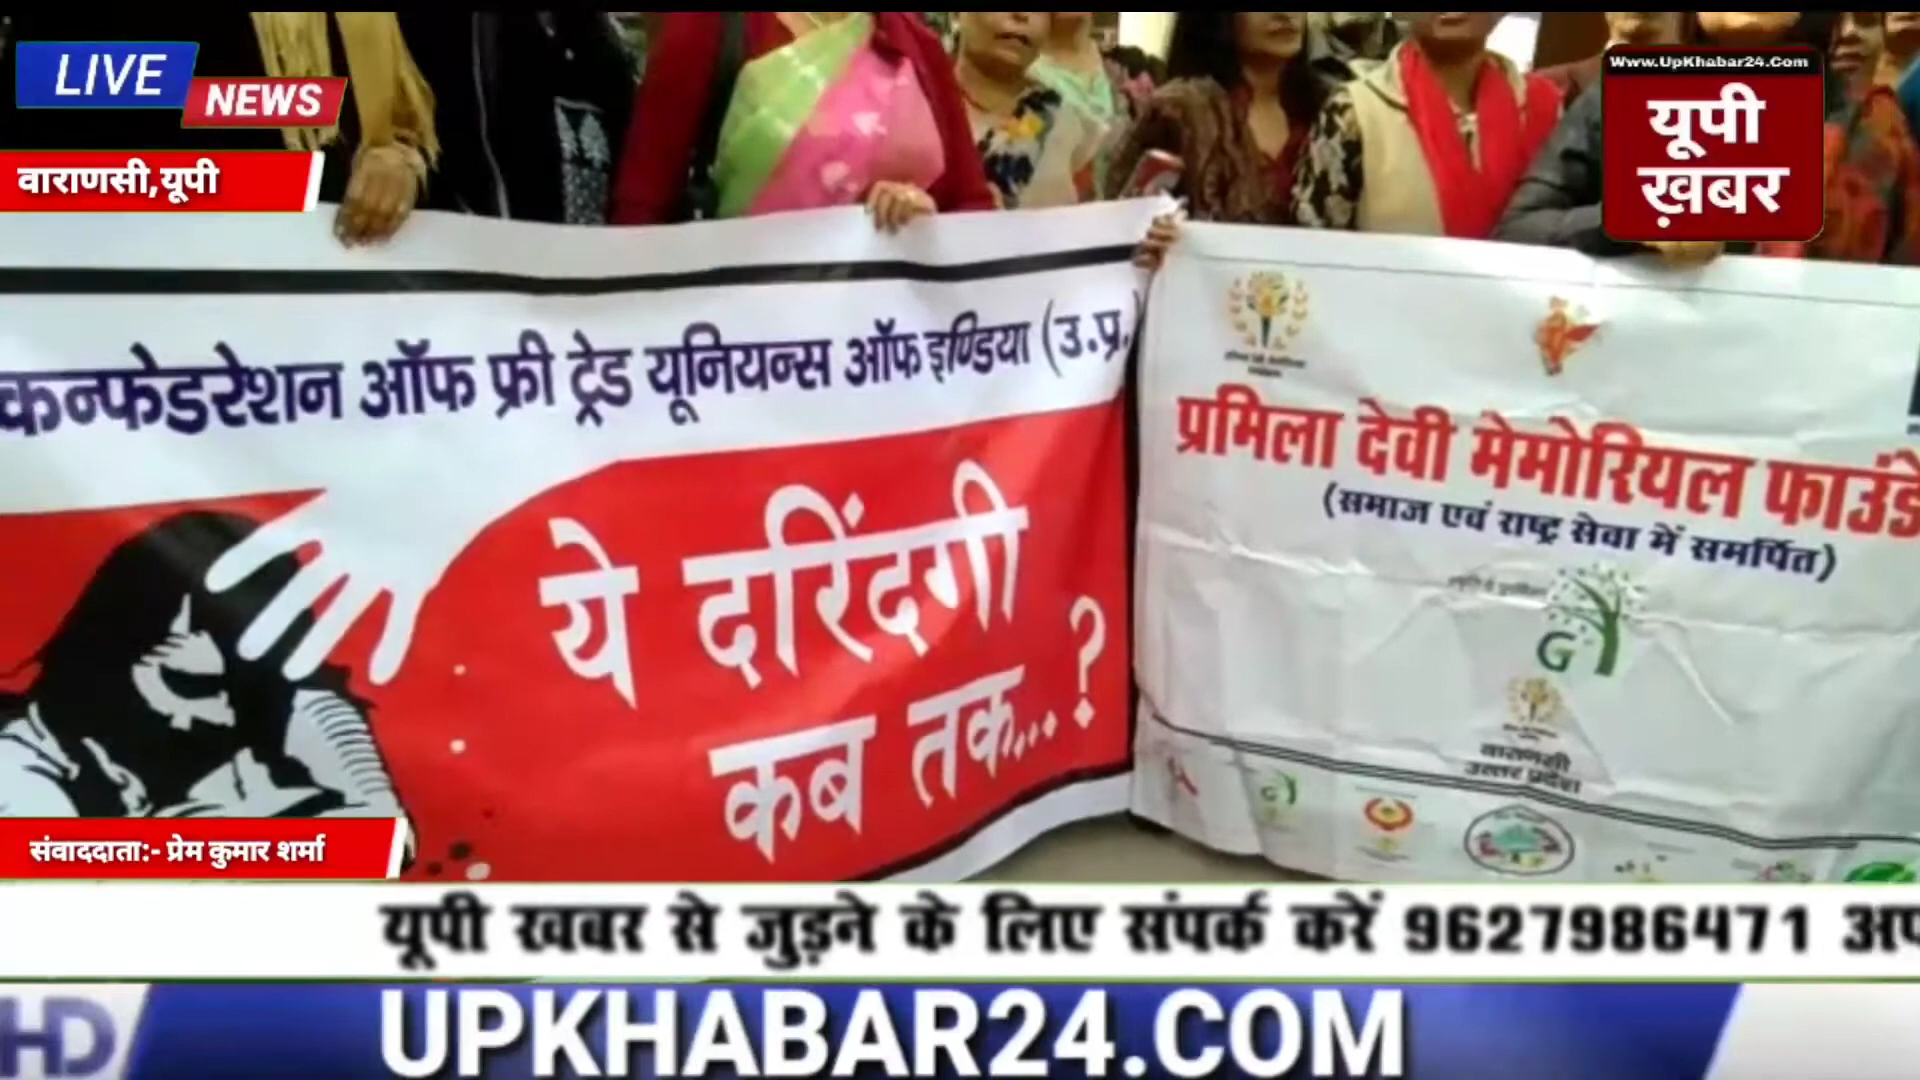 LIVE
NEWS
वाराणसी,यूपी
Www.UpKhabar24.Com
यूपी
ख़बर
कन्फेडरेशन ऑफ फ्री ट्रेड यूनियन्स ऑफ इण्डिया (उ.प्र.)
ये दरिंदगी
कब तक...?
प्रमिला देवी मेमोरियल फाउंडे
(समाज एवं राष्ट्र सेवा में समर्पित)
G
वाराणसी
उत्तर प्रदेश
संवाददाता:- प्रेम कुमार शर्मा
यूपी खबर से जुड़ने के लिए संपर्क करें 9627986471 अप
HD
UPKHABAR24.COM